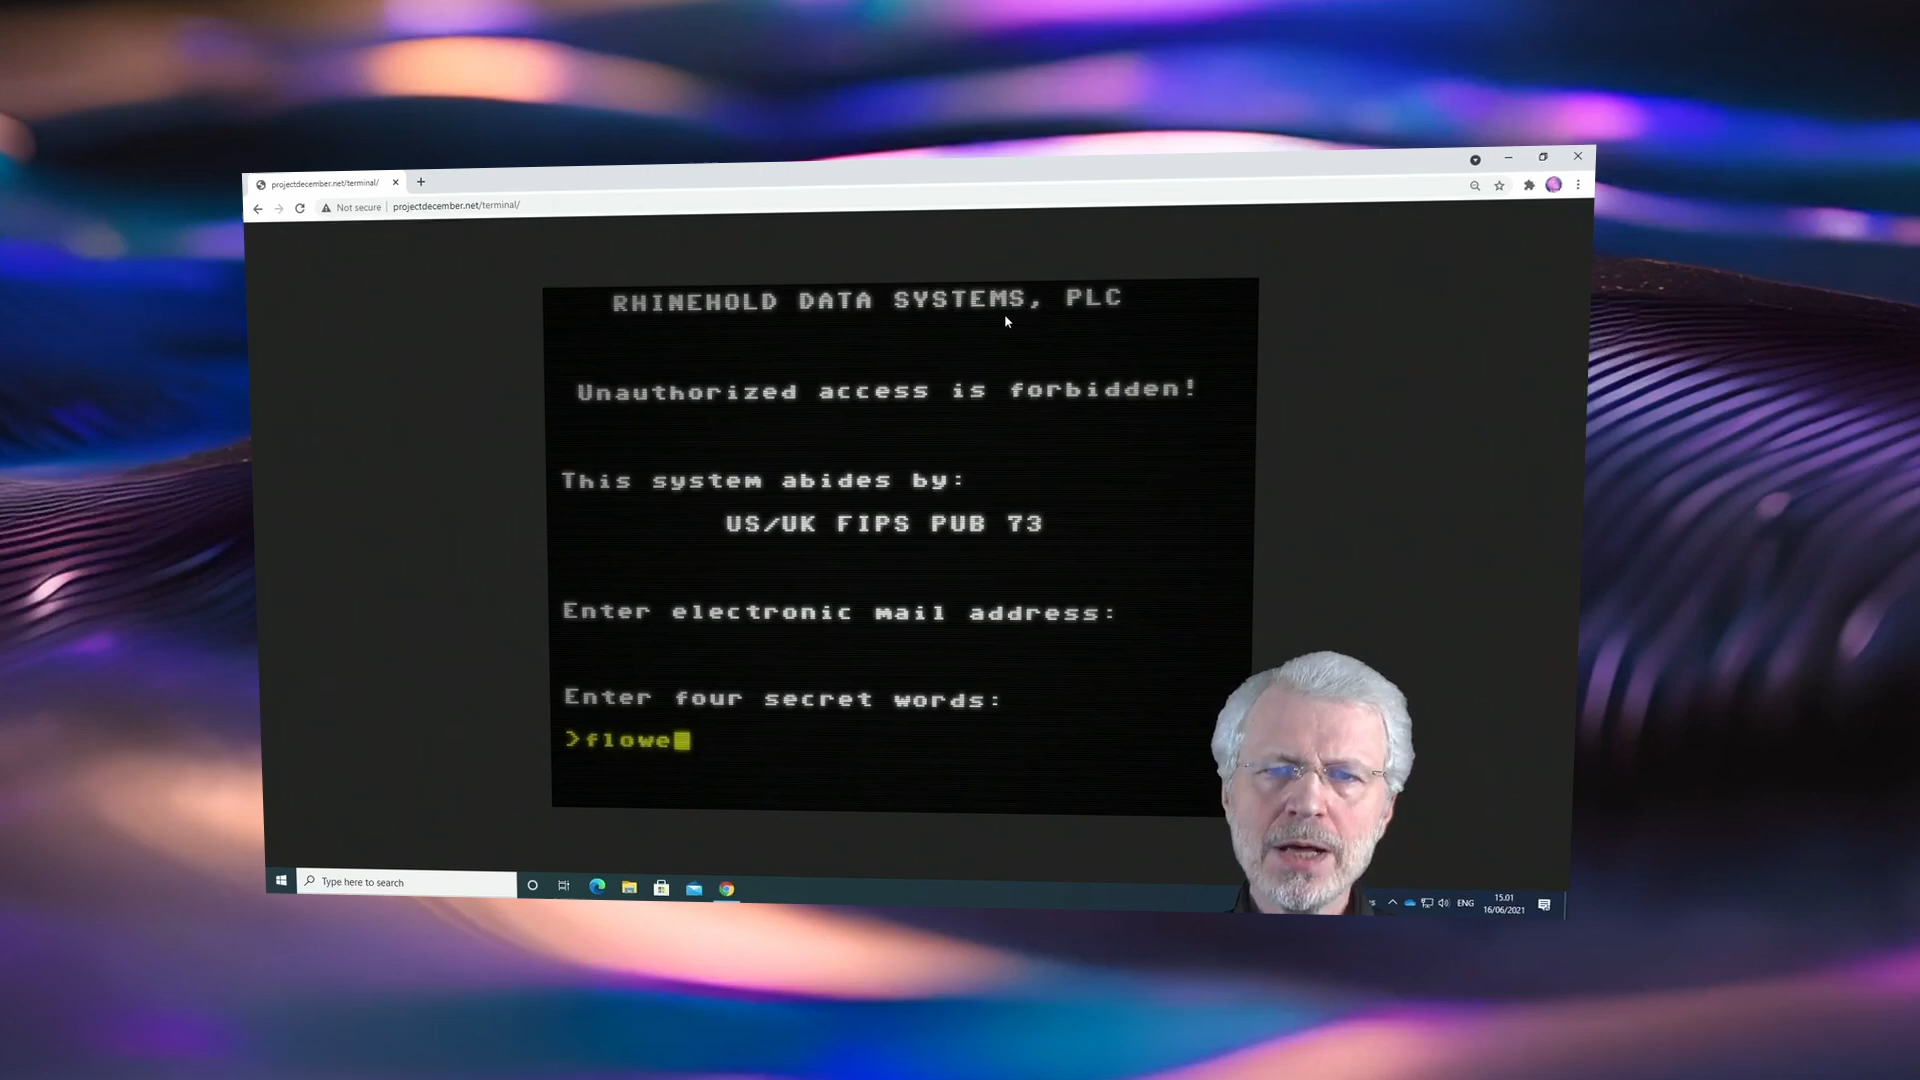 projectdecember.net/terminal/
Not secure
projectdecember.net/terminal/
RHINEHOLD DATA SYSTEMS, PLC
Unauthorized access is forbidden!
This system abides by:
US/UK FIPS PUB 73
Enter electronic mail address:
Enter four secret words:
>flowe
Type here to search
ENG
15.01
16/06/2021